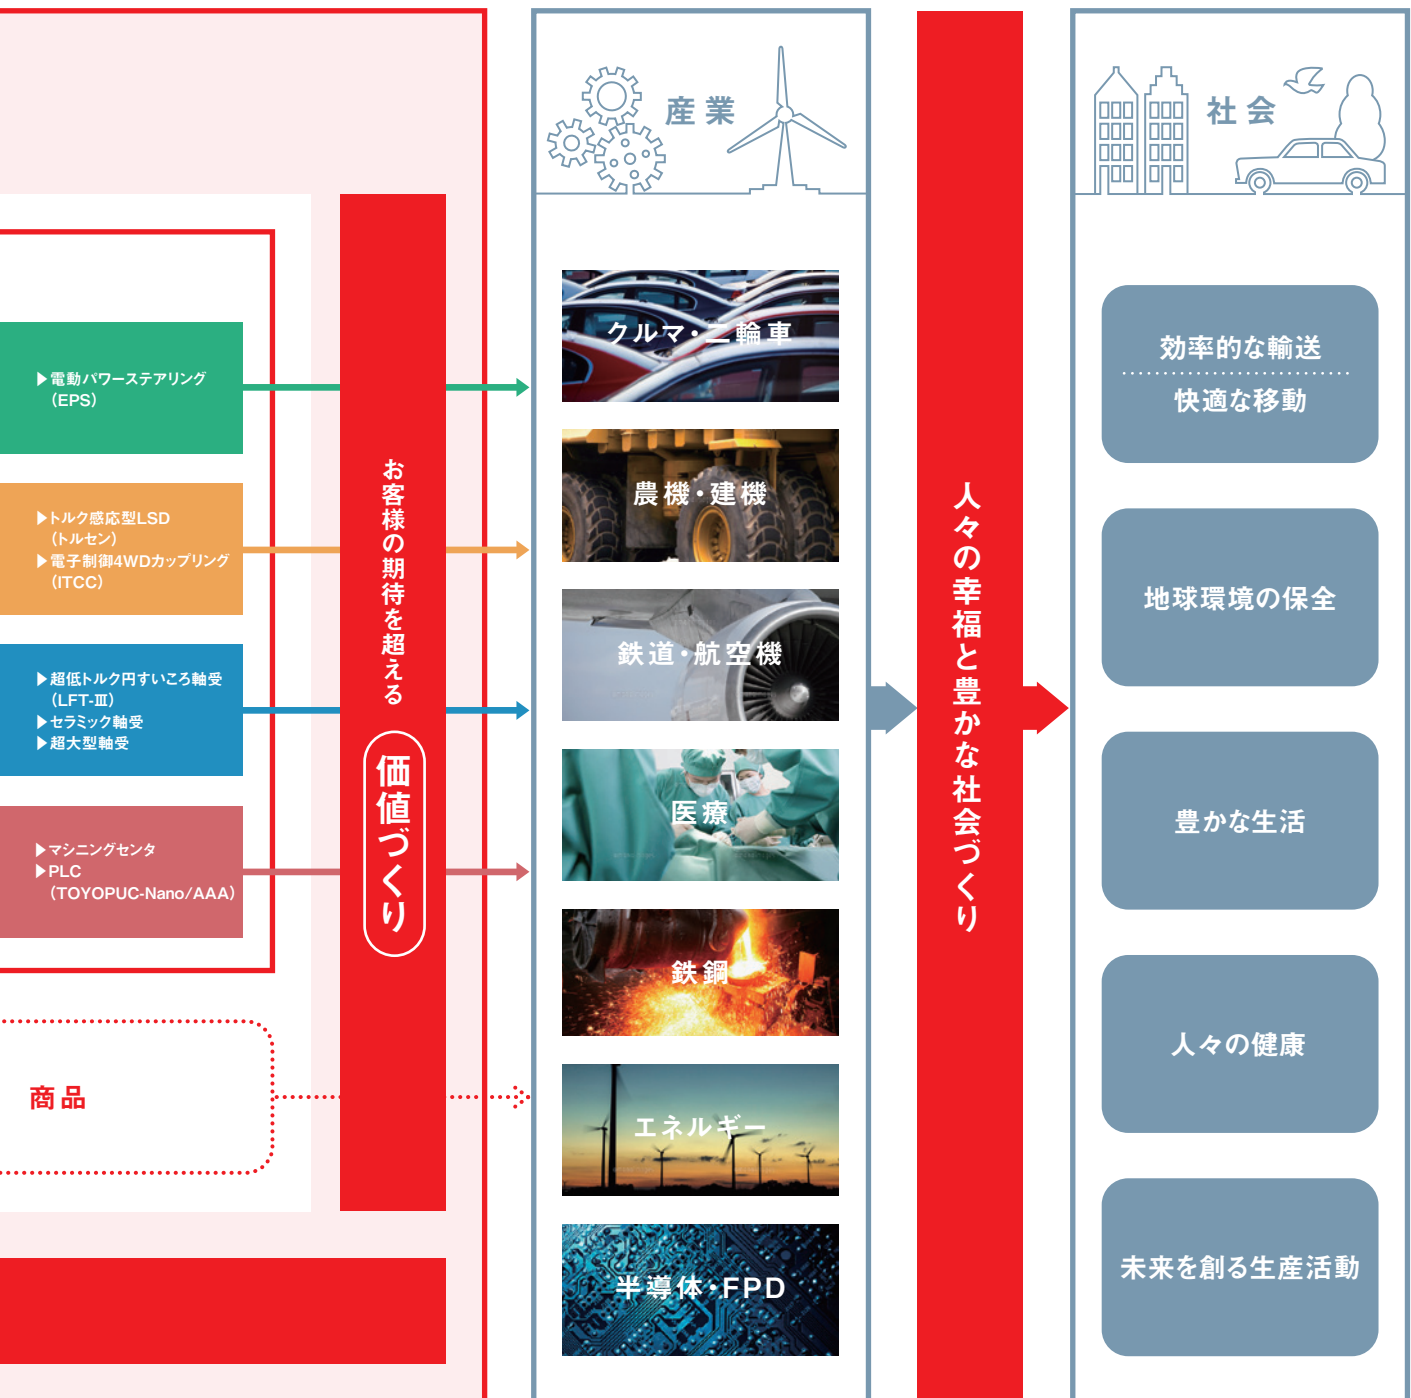 ▶電動パワーステアリング
（EPS）
▶トルク感応型LSD
（トルセン）
▶電子制御4WDカップリング
（ITCC）
▶超低トルク円すいころ軸受
（LFT-Ⅲ）
▶セラミック軸受
▶超大型軸受
▶マシニングセンタ
▶PLC
（TOYOPUC-Nano/AAA）
商品
お客様の期待を超える
価値づくり
産業
クルマ・二輪車
農機・建機
鉄道・航空機
医療
鉄鋼
エネルギー
半導体・FPD
人々の幸福と豊かな社会づくり
社会
効率的な輸送
快適な移動
地球環境の保全
豊かな生活
人々の健康
未来を創る生産活動